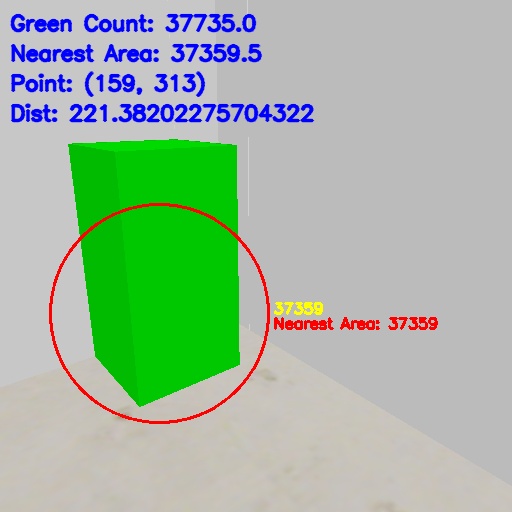 Green Count: 37735.0
Nearest Area: 37359.5
Point: (159, 313)
Dist: 221.38202275704322
37359
Nearest Area: 37359